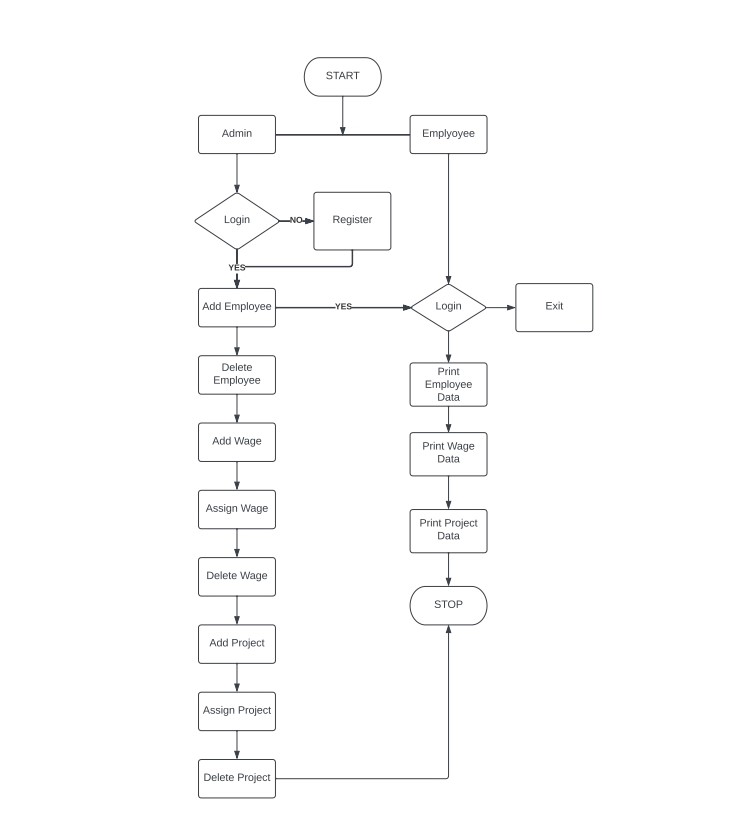 START
Admin
Emplyoyee
Login
NO
Register
YES
Add Employee
YES
Login
Exit
Delete
Employee
Print
Employee
Data
Add Wage
Print Wage
Data
Assign Wage
Print Project
Data
Delete Wage
STOP
Add Project
Assign Project
Delete Project